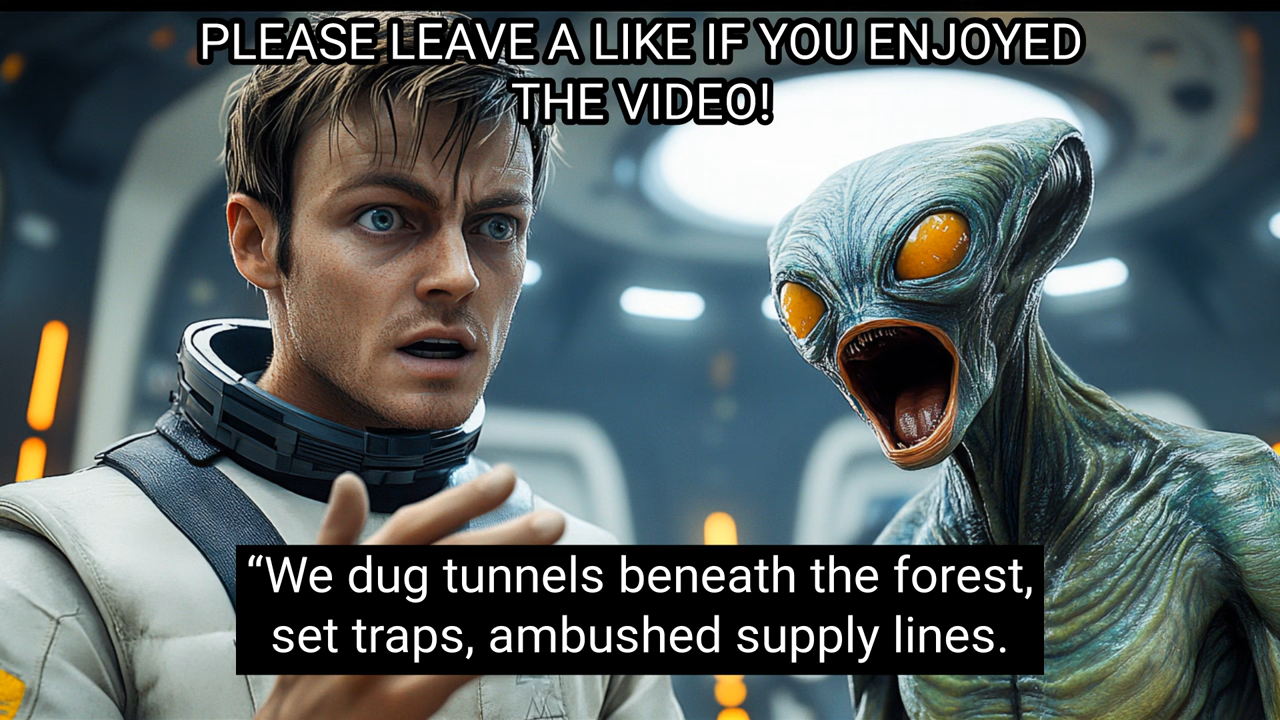 PLEASE LEAVE A LIKE IF YOU ENJOYED
THE VIDEO!
“We dug tunnels beneath the forest,
set traps, ambushed supply lines.